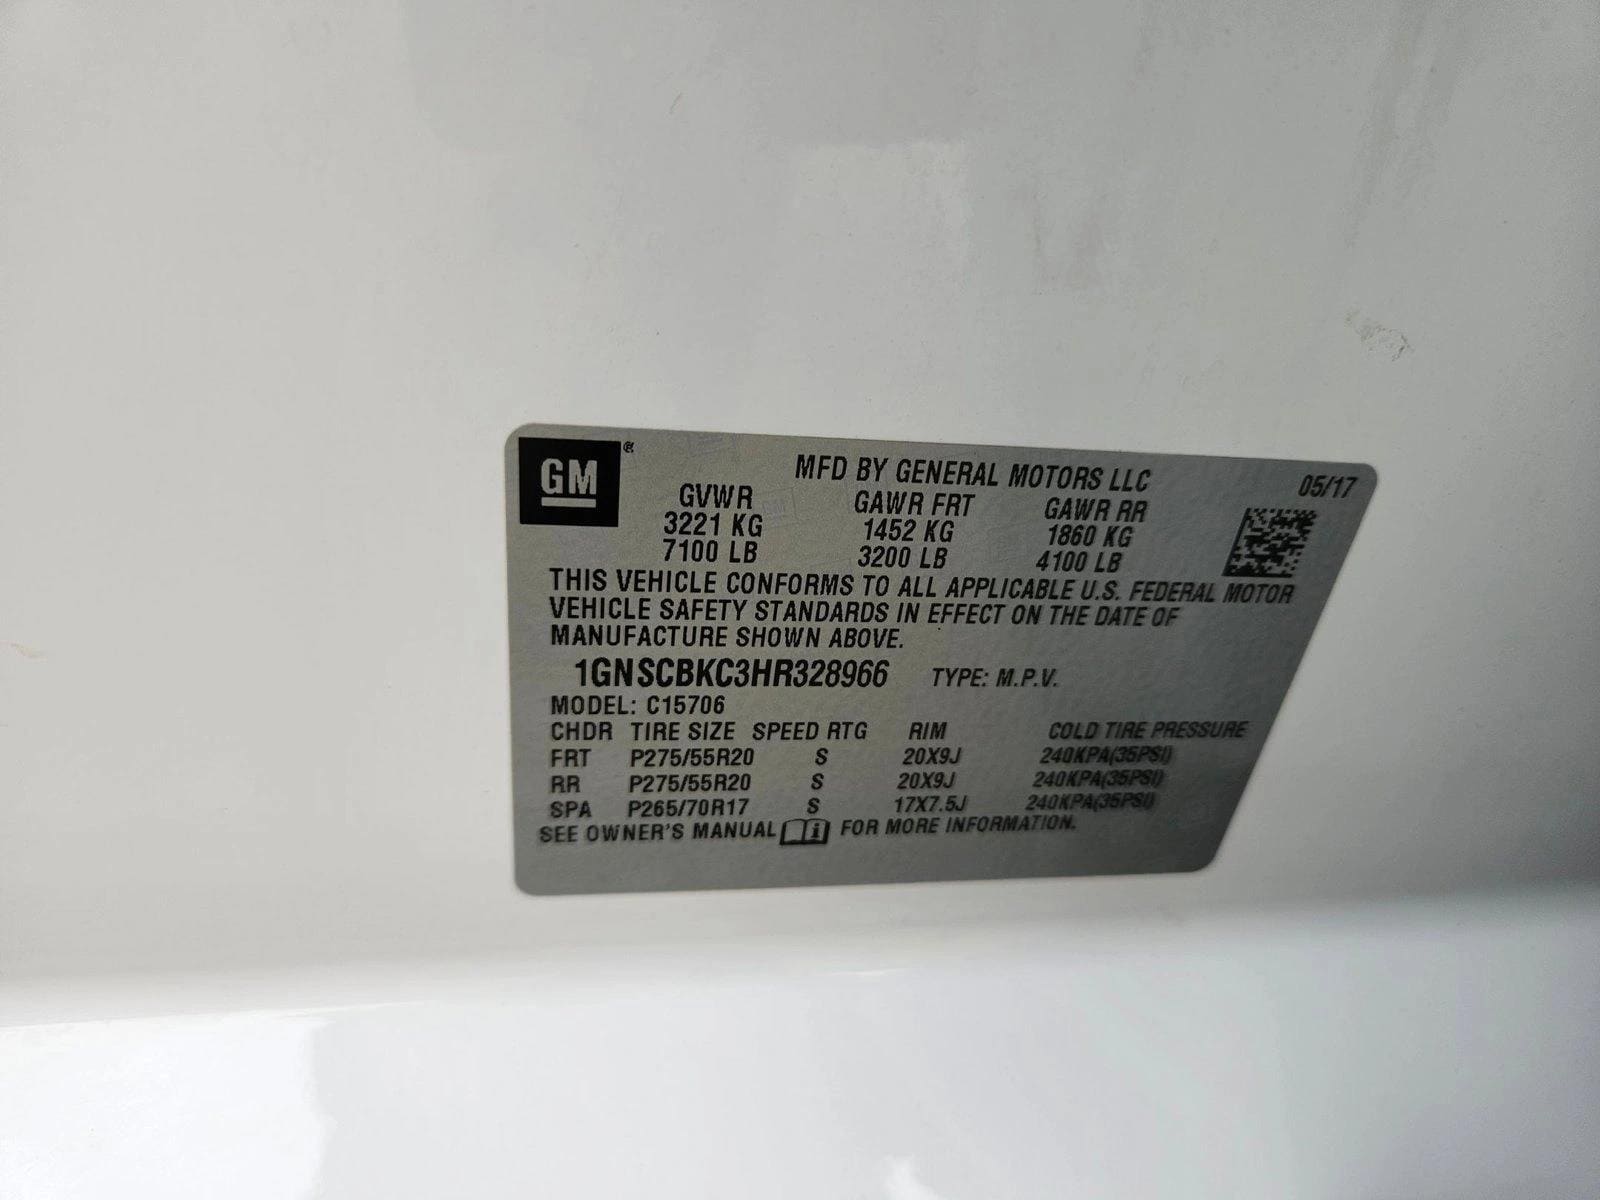 GM
MFD BY GENERAL MOTORS LLC 05/17
GVWR GAWR FRT GAWR RR
3221 KG 1452 KG 1860 KG
7100 LB 3200 LB 4100 LB
THIS VEHICLE CONFORMS TO ALL APPLICABLE U.S. FEDERAL MOTOR
VEHICLE SAFETY STANDARDS IN EFFECT ON THE DATE OF
MANUFACTURE SHOWN ABOVE.
1GNSCBKC3HR328966 TYPE: M.P.V.
MODEL: C15706
CHDR TIRE SIZE SPEED RTG RIM COLD TIRE PRESSURE
FRT P275/55R20 S 20X9J 240KPA(35PSI)
RR P275/55R20 S 20X9J 240KPA(35PSI)
SPA P265/70R17 S 17X7.5J 240KPA(35PSI)
SEE OWNER'S MANUAL i FOR MORE INFORMATION.